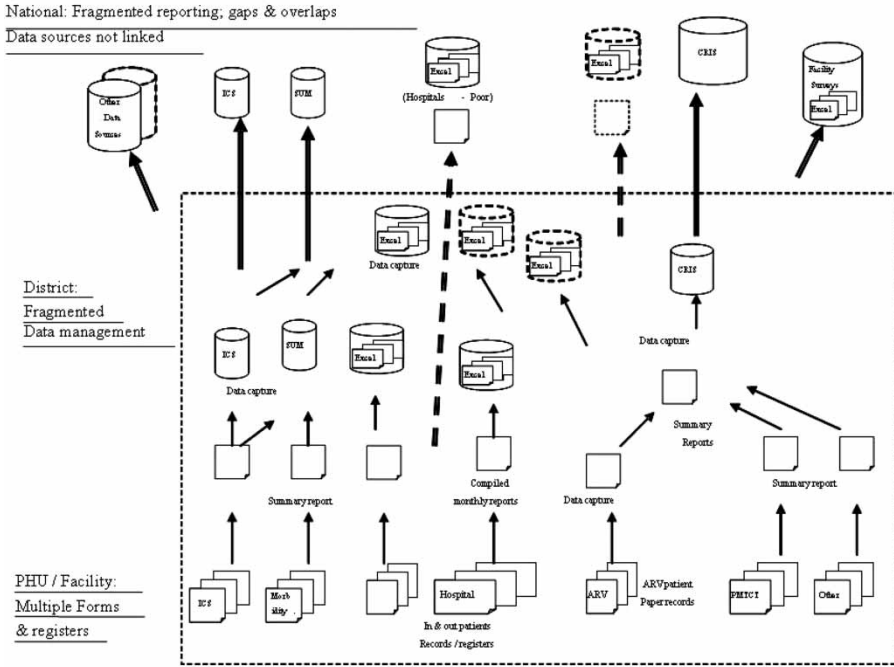 National: Fragmented reporting; gaps & overlaps
Data sources not linked
Other
Data
Sources
ICS
SUM
Excel
(Hospitals - Poor)
Excel
CRIS
Facility
Surveys
Excel
Excel
Data capture
Excel
Excel
CRIS
District:
Fragmented
Data management
ICS
SUM
Excel
Excel
Data capture
Data capture
Summary
Reports
Summary report
Compiled
monthly reports
Data capture
Summary report
PHU / Facility:
Multiple Forms
& registers
ICS
Morb
ility.
Hospital
In & out patients
Records / registers
ARV
ARV patient
Paper records
PMTCT
Other